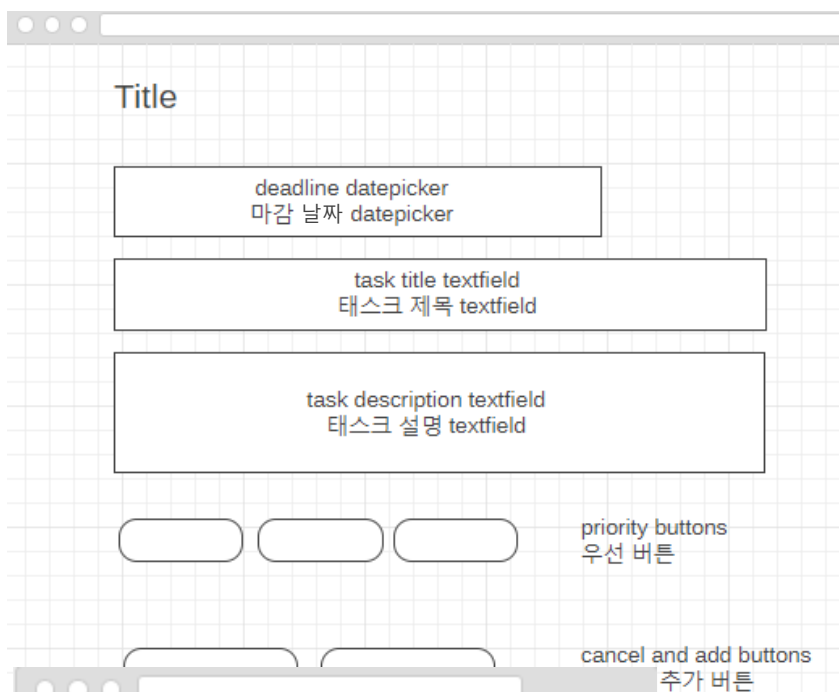 Title
deadline datepicker
마감 날짜 datepicker
task title textfield
태스크 제목 textfield
task description textfield
태스크 설명 textfield
priority buttons
우선 버튼
cancel and add buttons
추가 버튼